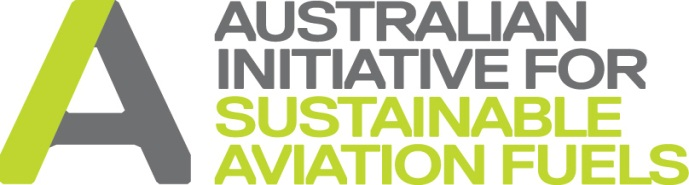 AUSTRALIAN
INITIATIVE FOR
SUSTAINABLE
AVIATION FUELS